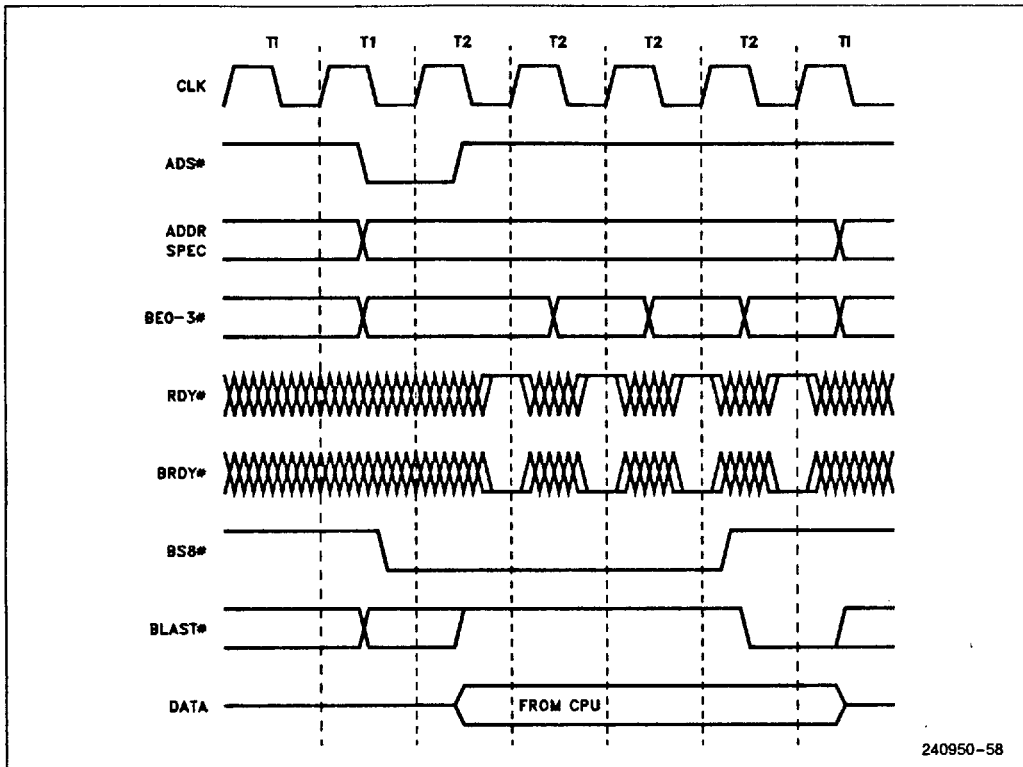 TI T1 T2 T2 T2 T2 TI
CLK
ADS#
ADDR
SPEC
BE0-3#
RDY#
BRDY#
BS8#
BLAST#
DATA
FROM CPU
240950-58